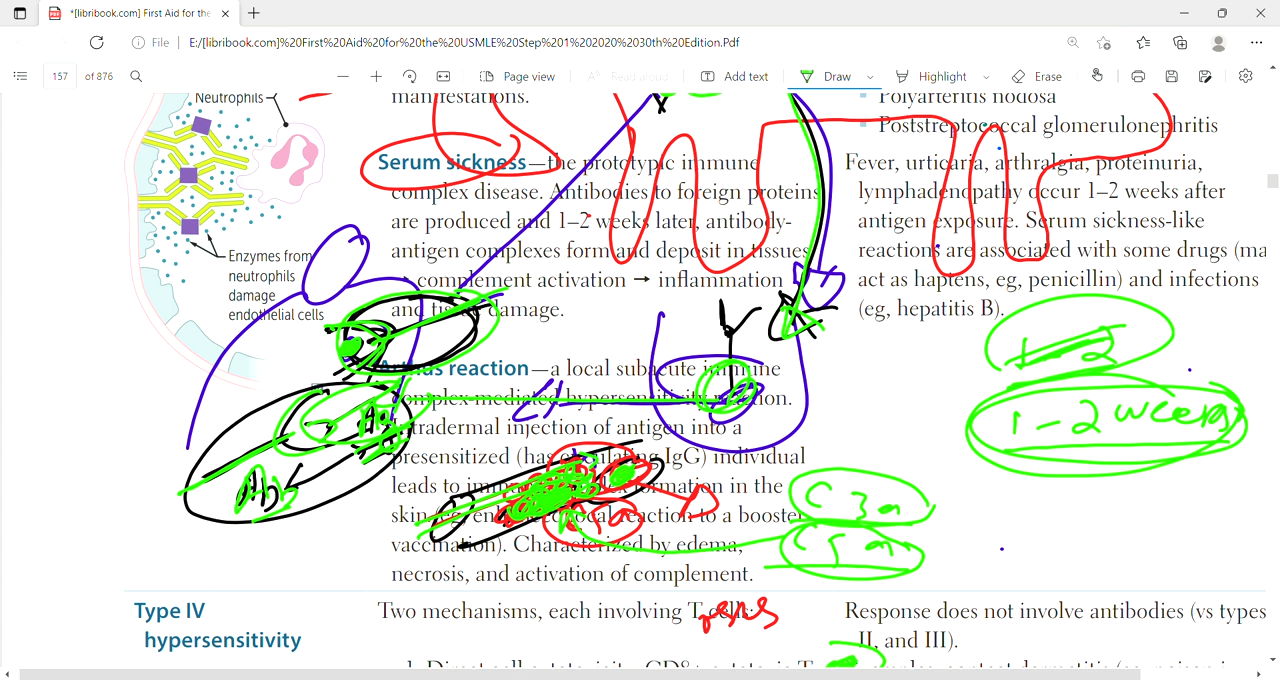 *[libribook.com] First Aid for the
File
E:/[libribook.com]%20First%20Aid%20for%20the%20USMLE%20Step%201%202020%2030th%20Edition.Pdf
157 of 876
Page view
Read aloud
Add text
Draw
Highlight
Erase
Neutrophils
Enzymes from
neutrophils
damage
endothelial cells
manifestations.
Serum sickness—the prototypic immune
complex disease. Antibodies to foreign proteins
are produced and 1–2 weeks later, antibody-
antigen complexes form and deposit in tissues
→ complement activation → inflammation
and tissue damage.
Arthus reaction—a local subacute immune
complex-mediated hypersensitivity reaction.
Intradermal injection of antigen into a
presensitized (has circulating IgG) individual
leads to immune complex formation in the
skin (eg, enhanced local reaction to a booster
vaccination). Characterized by edema,
necrosis, and activation of complement.
Polyarteritis nodosa
Poststreptococcal glomerulonephritis
Fever, urticaria, arthralgia, proteinuria,
lymphadenopathy occur 1–2 weeks after
antigen exposure. Serum sickness-like
reactions are associated with some drugs (ma
act as haptens, eg, penicillin) and infections
(eg, hepatitis B).
1-2
1-2 weeks
Ag
Ab
C3a
C5a
Type IV
hypersensitivity
Two mechanisms, each involving T cells:
Response does not involve antibodies (vs types
II, and III).